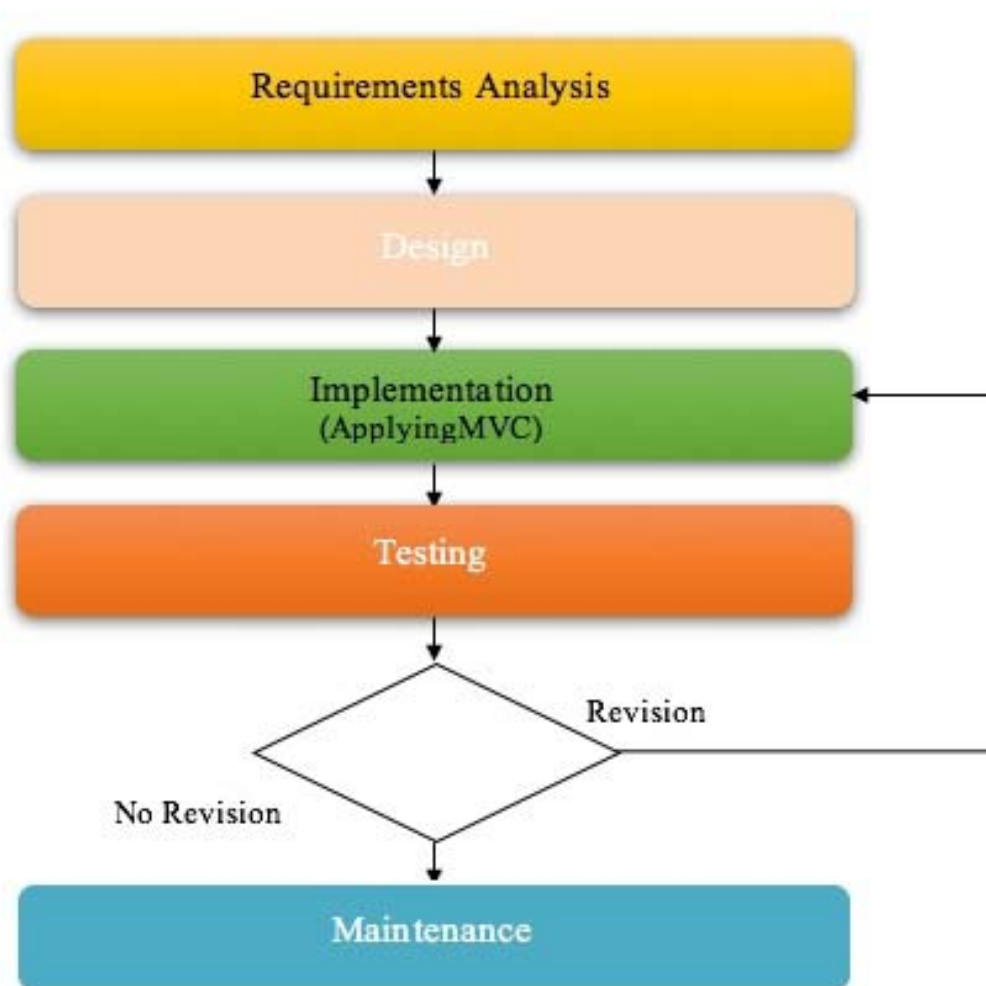 Requirements Analysis
Design
Implementation
(ApplyingMVC)
Testing
Revision
No Revision
Maintenance